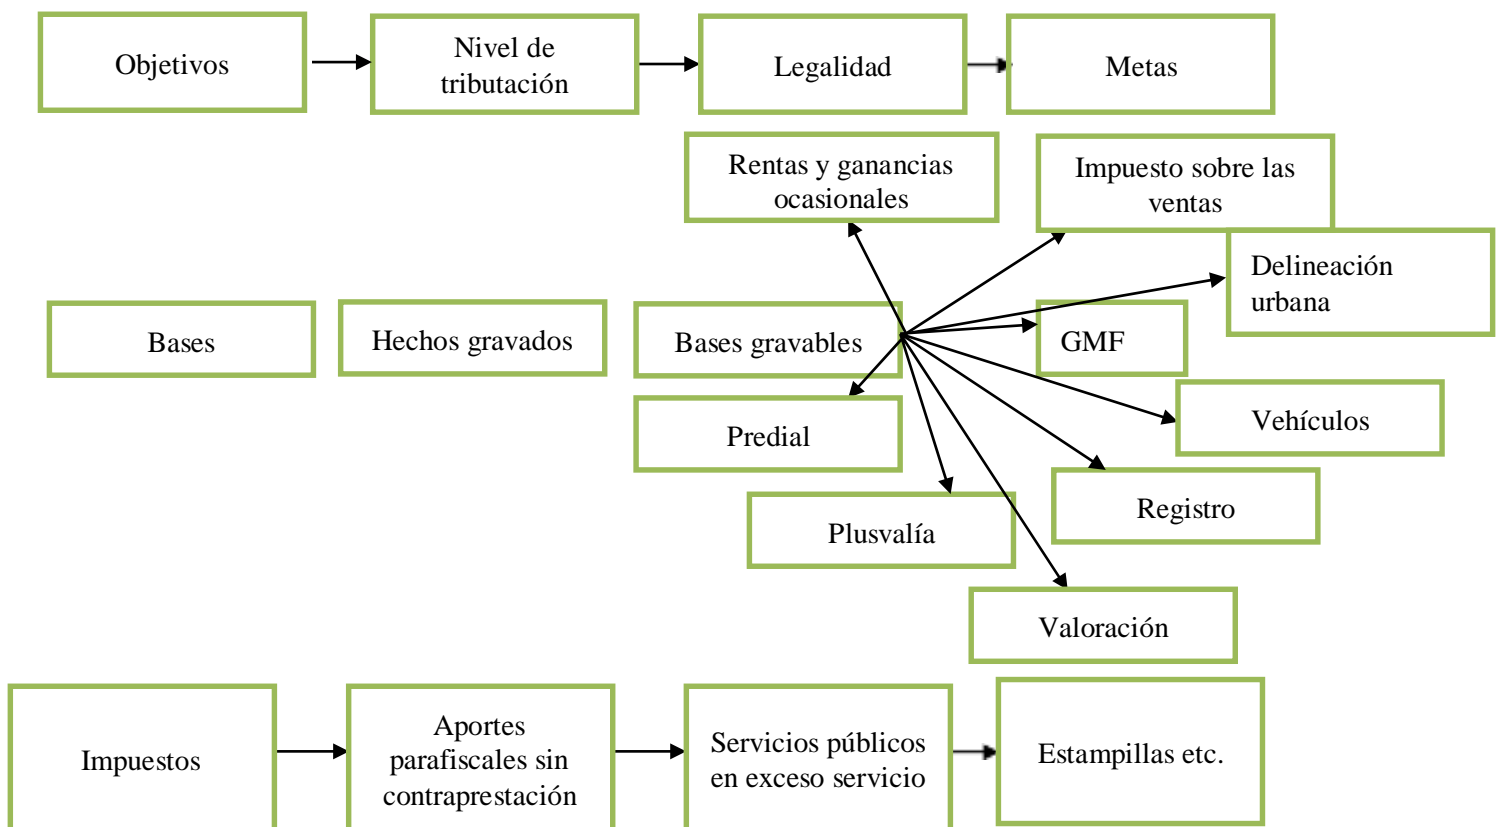 Objetivos
Nivel de
tributación
Legalidad
Metas
Rentas y ganancias
ocasionales
Impuesto sobre las
ventas
Delineación
urbana
Bases
Hechos gravados
Bases gravables
GMF
Predial
Vehículos
Plusvalía
Registro
Valoración
Impuestos
Aportes
parafiscales sin
contraprestación
Servicios públicos
en exceso servicio
Estampillas etc.